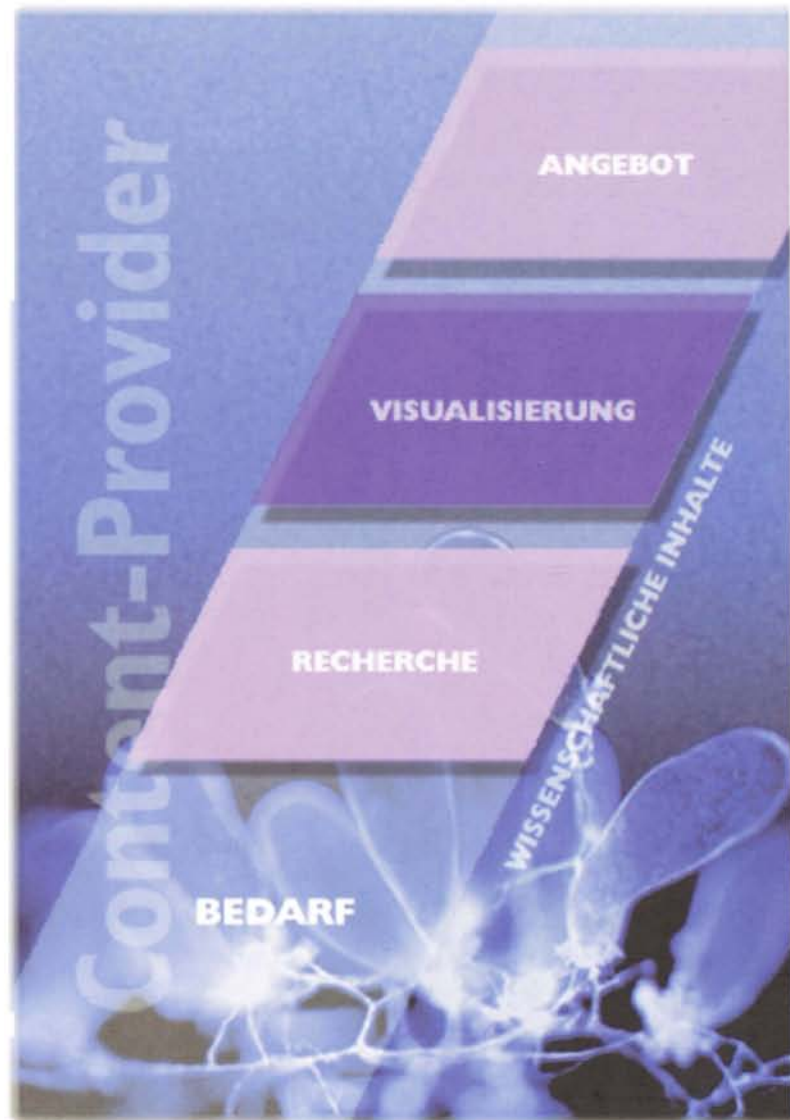 Content-Provider
ANGEBOT
VISUALISIERUNG
RECHERCHE
WISSENSCHAFTLICHE INHALTE
BEDARF